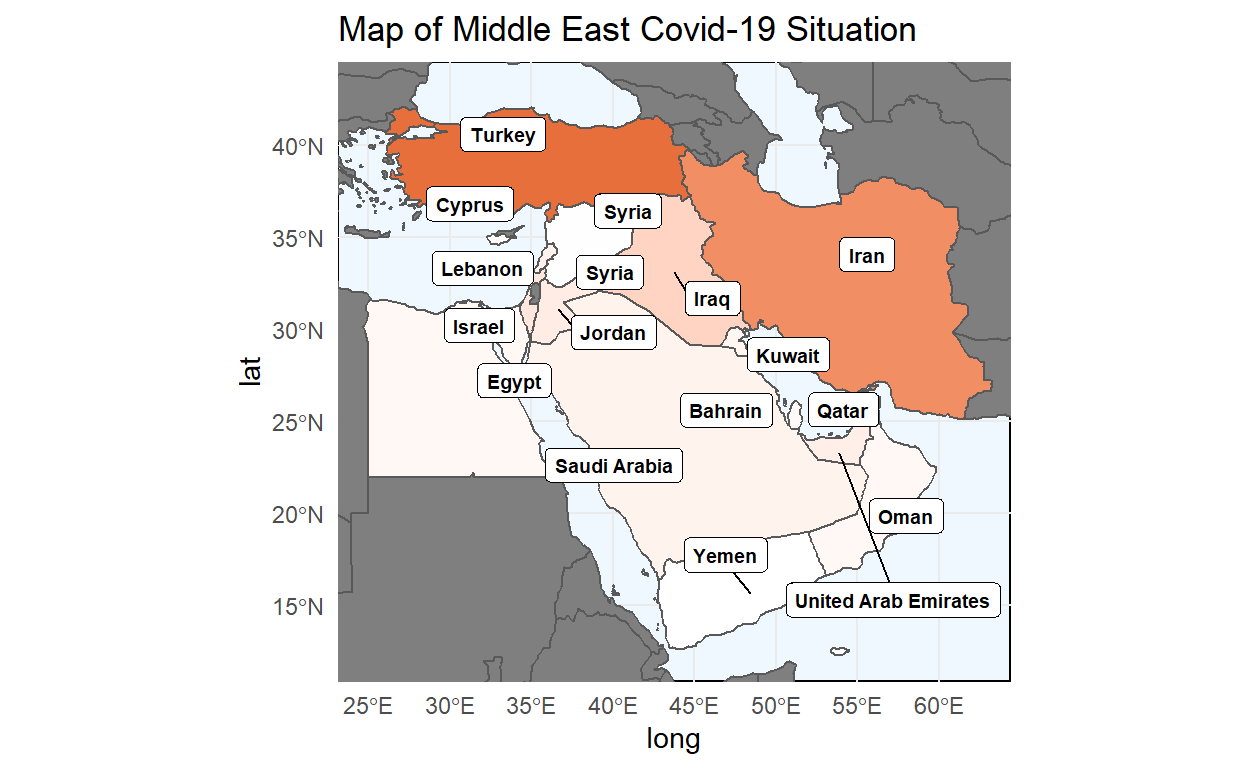 Map of Middle East Covid-19 Situation
Turkey
40°N
Cyprus
Syria
35°N
Iran
Lebanon
Syria
Iraq
Israel
30°N
Jordan
Kuwait
lat
Egypt
Bahrain
Qatar
25°N
Saudi Arabia
20°N
Oman
Yemen
15°N
United Arab Emirates
25°E 30°E 35°E 40°E 45°E 50°E 55°E 60°E
long